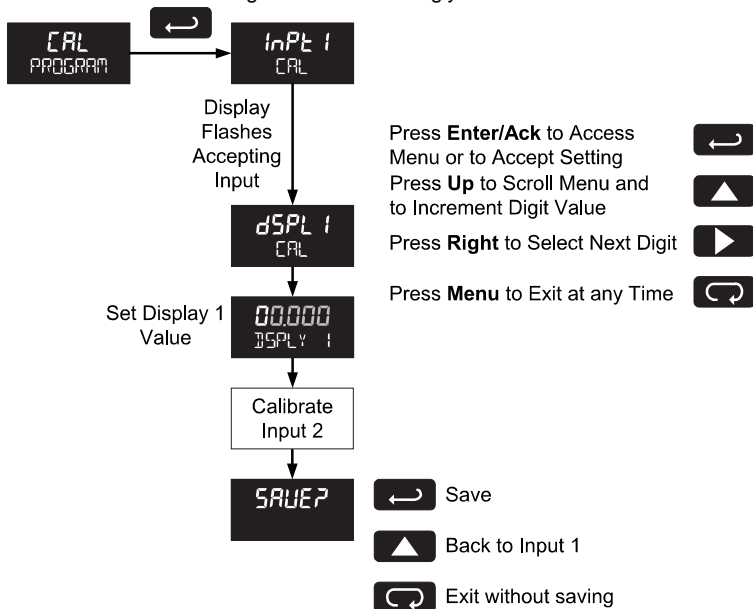 CAL
PROGRAM
InPt 1
CAL
Display
Flashes
Accepting
Input
Press Enter/Ack to Access
Menu or to Accept Setting
Press Up to Scroll Menu and
to Increment Digit Value
Press Right to Select Next Digit
Press Menu to Exit at any Time
dSPL 1
CAL
Set Display 1
Value
00.000
DSPLY 1
Calibrate
Input 2
SAVE?
Save
Back to Input 1
Exit without saving